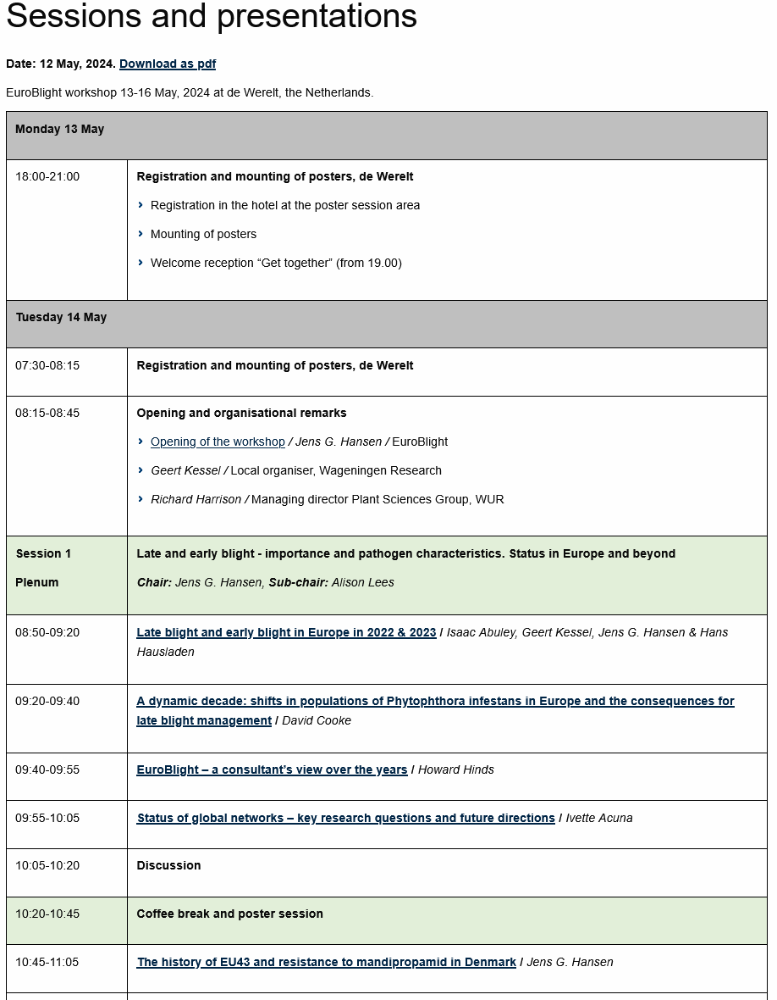 Sessions and presentations
Date: 12 May, 2024. Download as pdf
EuroBlight workshop 13-16 May, 2024 at de Werelt, the Netherlands.
Monday 13 May
18:00-21:00
Registration and mounting of posters, de Werelt
› Registration in the hotel at the poster session area
› Mounting of posters
› Welcome reception “Get together” (from 19.00)
Tuesday 14 May
07:30-08:15
Registration and mounting of posters, de Werelt
08:15-08:45
Opening and organisational remarks
› Opening of the workshop / Jens G. Hansen / EuroBlight
› Geert Kessel / Local organiser, Wageningen Research
› Richard Harrison / Managing director Plant Sciences Group, WUR
Session 1
Plenum
Late and early blight - importance and pathogen characteristics. Status in Europe and beyond
Chair: Jens G. Hansen, Sub-chair: Alison Lees
08:50-09:20
Late blight and early blight in Europe in 2022 & 2023 / Isaac Abuley, Geert Kessel, Jens G. Hansen & Hans
Hausladen
09:20-09:40
A dynamic decade: shifts in populations of Phytophthora infestans in Europe and the consequences for
late blight management / David Cooke
09:40-09:55
EuroBlight – a consultant’s view over the years / Howard Hinds
09:55-10:05
Status of global networks – key research questions and future directions / Ivette Acuna
10:05-10:20
Discussion
10:20-10:45
Coffee break and poster session
10:45-11:05
The history of EU43 and resistance to mandipropamid in Denmark / Jens G. Hansen